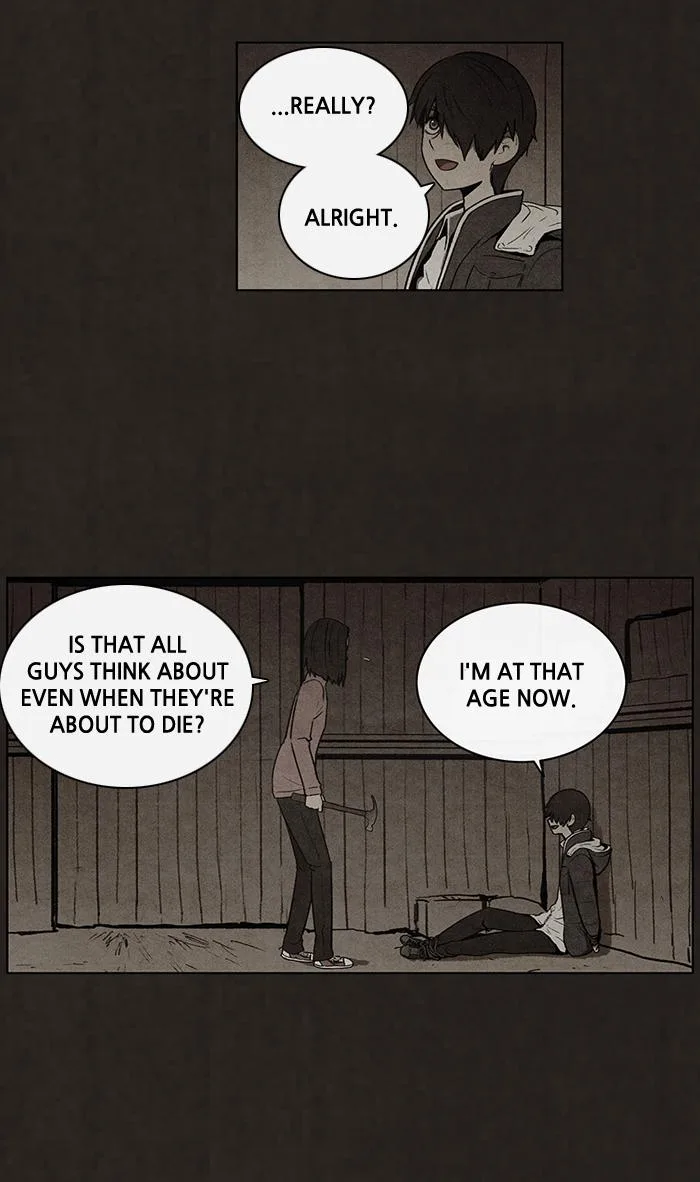 ...REALLY?
ALRIGHT.
IS THAT ALL
GUYS THINK ABOUT
EVEN WHEN THEY'RE
ABOUT TO DIE?
I'M AT THAT
AGE NOW.